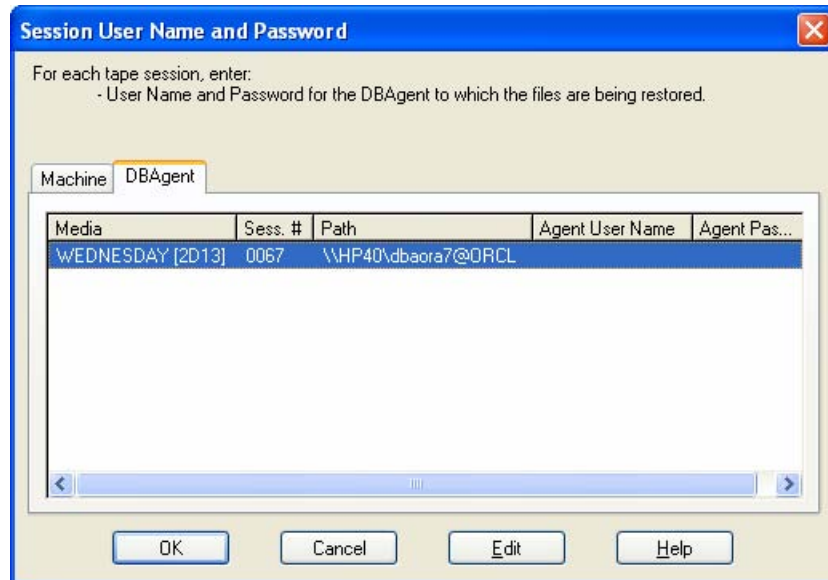 Session User Name and Password
For each tape session, enter:
- User Name and Password for the DBAgent to which the files are being restored.
Machine DBAgent
Media Sess. # Path Agent User Name Agent Pas...
WEDNESDAY [2D13] 0067 \\HP40\dbaora7@ORCL
OK Cancel Edit Help